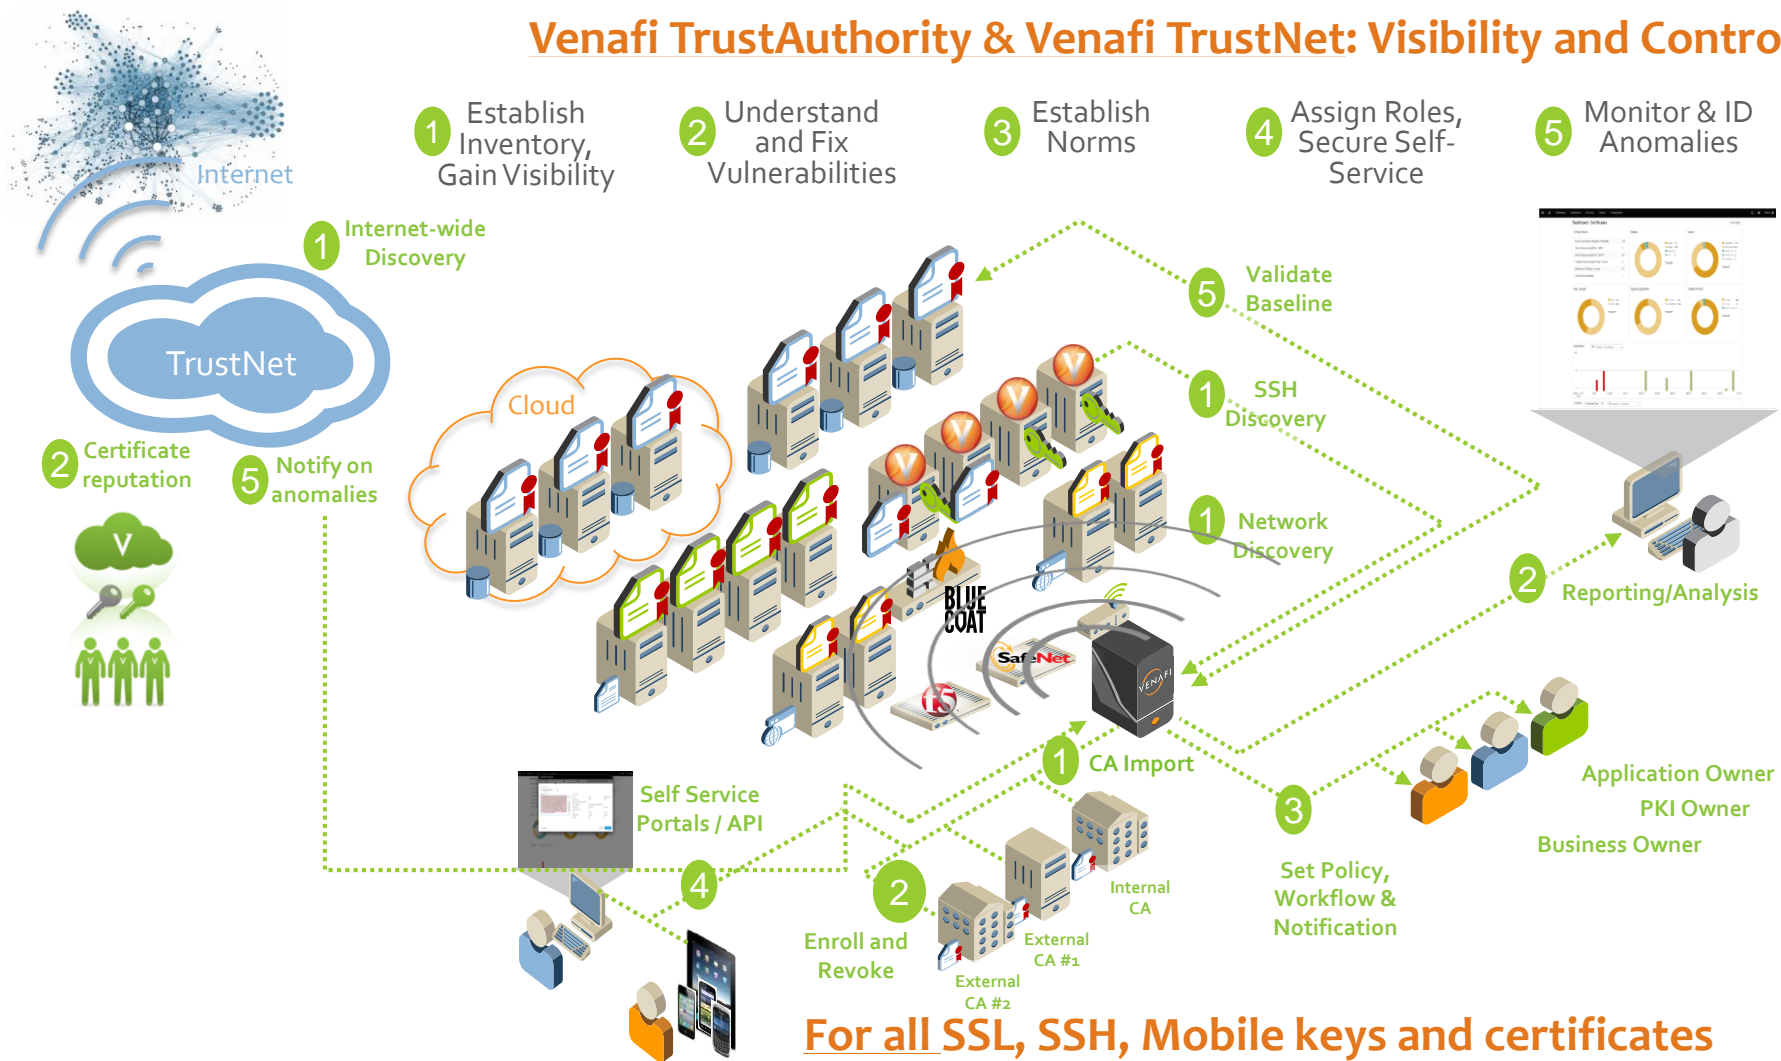 Venafi TrustAuthority & Venafi TrustNet: Visibility and Contro
1
Establish
Inventory,
Gain Visibility
2
Understand
and Fix
Vulnerabilities
3
Establish
Norms
4
Assign Roles,
Secure Self-
Service
5
Monitor & ID
Anomalies
Internet
1
Internet-wide
Discovery
TrustNet
2
Certificate
reputation
5
Notify on
anomalies
V
Cloud
V
V
V
V
5
Validate
Baseline
1
SSH
Discovery
1
Network
Discovery
2
Reporting/Analysis
BLUE
COAT
SafeNet
f5
VENAFI
1
CA Import
Self Service
Portals / API
4
2
Enroll and
Revoke
Internal
CA
External
CA #1
External
CA #2
3
Set Policy,
Workflow &
Notification
Application Owner
PKI Owner
Business Owner
For all SSL, SSH, Mobile keys and certificates